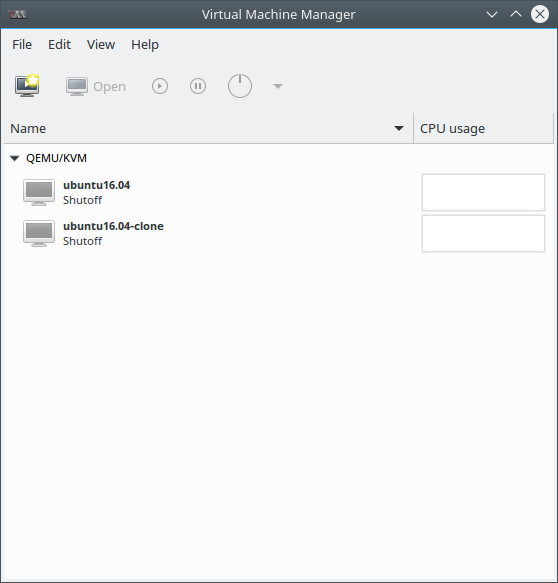 Virtual Machine Manager
File Edit View Help
Open
Name CPU usage
QEMU/KVM
ubuntu16.04
Shutoff
ubuntu16.04-clone
Shutoff